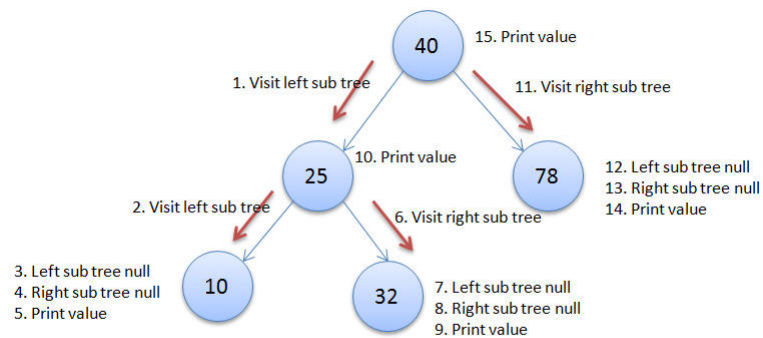 40
15. Print value
1. Visit left sub tree
11. Visit right sub tree
25
10. Print value
78
12. Left sub tree null
13. Right sub tree null
14. Print value
2. Visit left sub tree
6. Visit right sub tree
3. Left sub tree null
4. Right sub tree null
5. Print value
10
32
7. Left sub tree null
8. Right sub tree null
9. Print value